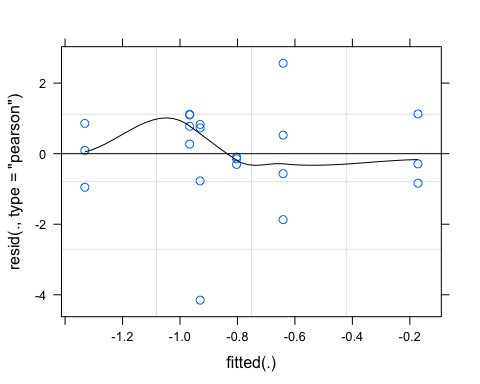 resid(., type = "pearson")
2
0
-2
-4
-1.2 -1.0 -0.8 -0.6 -0.4 -0.2
fitted(.)